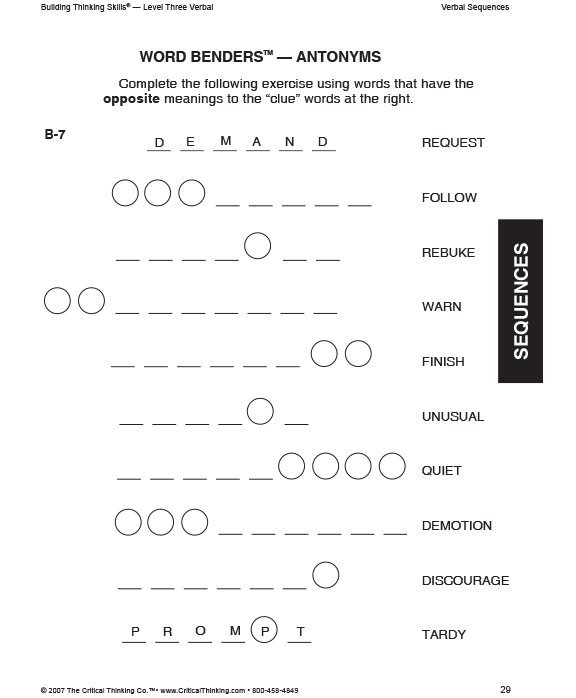 Building Thinking Skills® — Level Three Verbal
Verbal Sequences
WORD BENDERS™ — ANTONYMS
Complete the following exercise using words that have the
opposite meanings to the “clue” words at the right.
B-7
D E M A N D REQUEST
FOLLOW
REBUKE
WARN
FINISH
UNUSUAL
QUIET
DEMOTION
DISCOURAGE
P R O M P T TARDY
SEQUENCES
© 2007 The Critical Thinking Co.™ • www.CriticalThinking.com • 800-458-4849
29